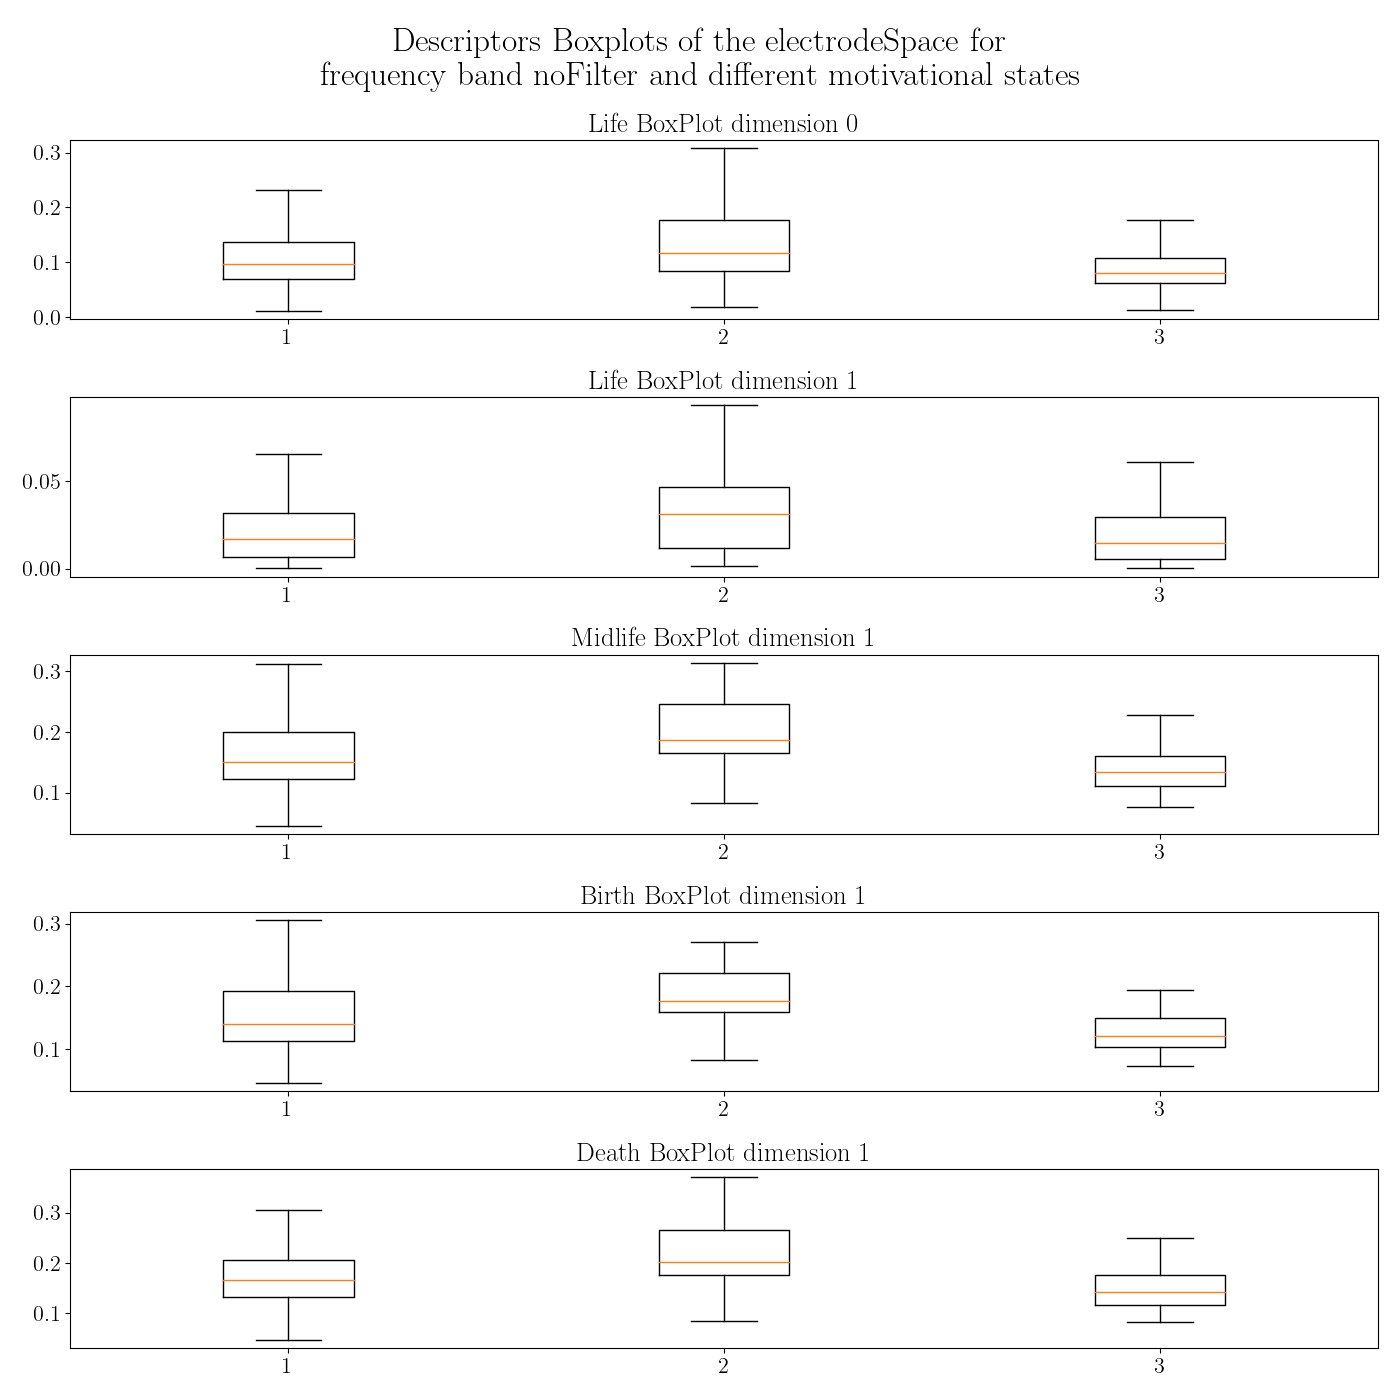 Descriptors Boxplots of the electrodeSpace for
frequency band noFilter and different motivational states
Life BoxPlot dimension 0
0.3
0.2
0.1
0.0
1 2 3
Life BoxPlot dimension 1
0.05
0.00
1 2 3
Midlife BoxPlot dimension 1
0.3
0.2
0.1
1 2 3
Birth BoxPlot dimension 1
0.3
0.2
0.1
1 2 3
Death BoxPlot dimension 1
0.3
0.2
0.1
1 2 3